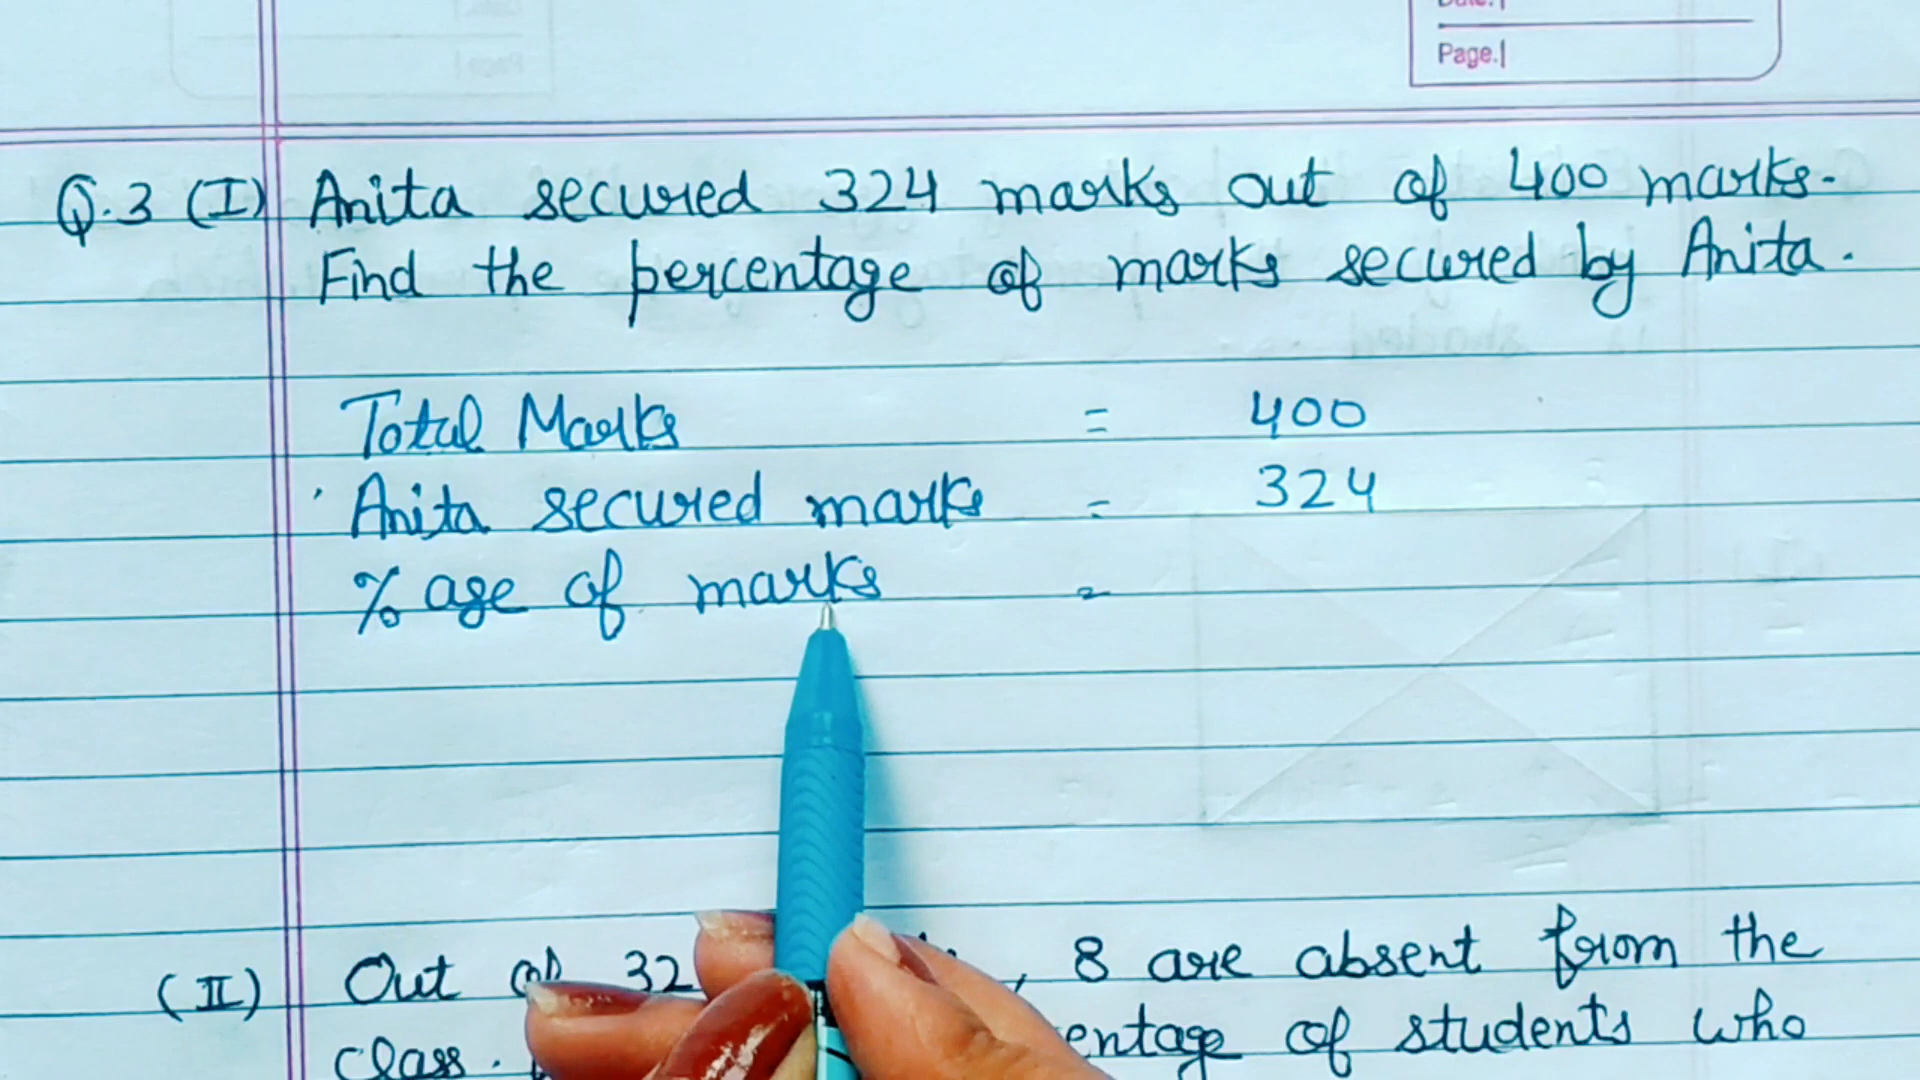 Date.
Page.
Q.3 (I) Anita secured 324 marks out of 400 marks.
Find the percentage of marks secured by Anita.
Total Marks = 400
Anita secured marks = 324
% age of marks =
(II) Out of 32 , 8 are absent from the
class. entage of students who